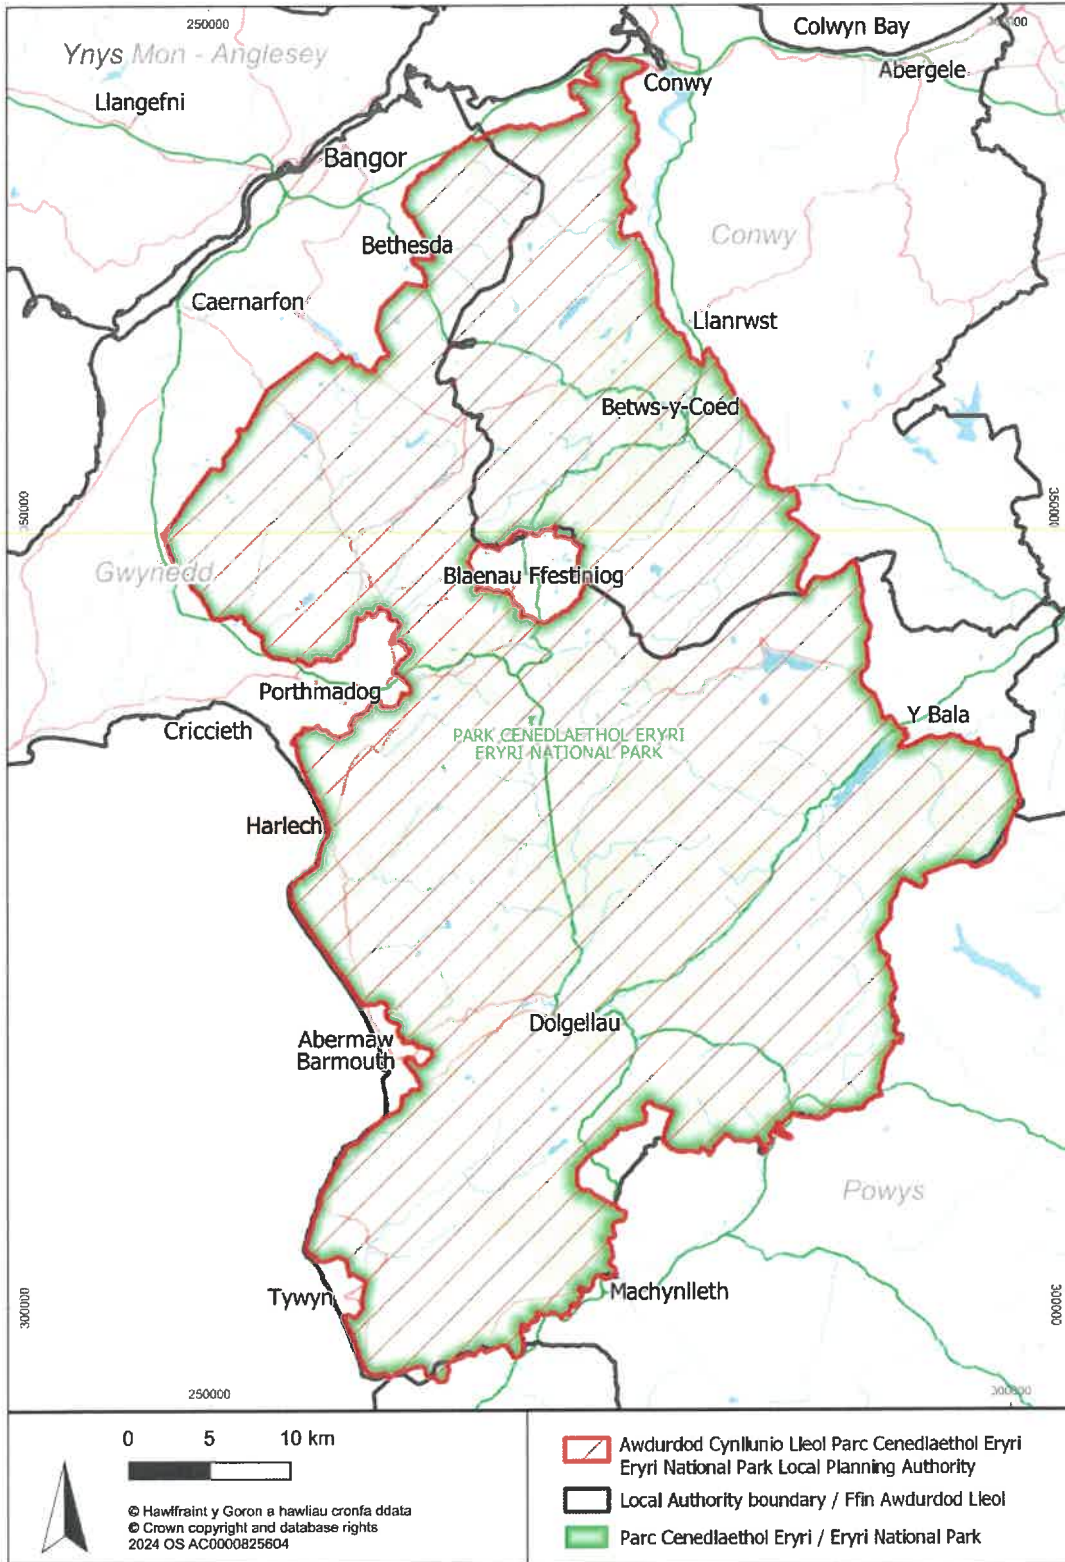 250000
300000
Colwyn Bay
Ynys Mon - Anglesey
Abergele
Conwy
Llangefni
Bangor
Conwy
Bethesda
Caernarfon
Llanrwst
Betws-y-Coed
350000
350000
Gwynedd
Blaenau Ffestiniog
Porthmadog
Y Bala
Criccieth
PARK CENEDLAETHOL ERYRI
ERYRI NATIONAL PARK
Harlech
Dolgellau
Abermaw
Barmouth
Powys
Tywyn
Machynlleth
300000
300000
250000
300000
0 5 10 km
© Hawlfraint y Goron a hawliau cronfa ddata
© Crown copyright and database rights
2024 OS AC0000825604
Awdurdod Cynllunio Lleol Parc Cenedlaethol Eryri
Eryri National Park Local Planning Authority
Local Authority boundary / Ffin Awdurdod Lleol
Parc Cenedlaethol Eryri / Eryri National Park